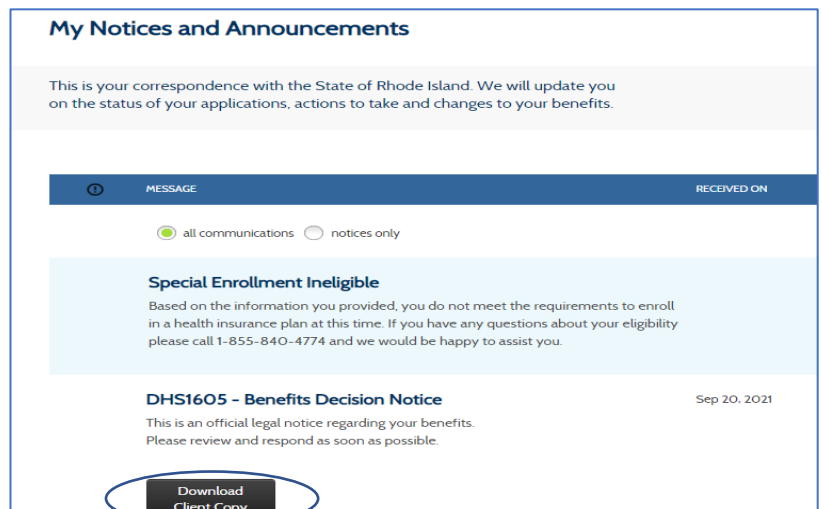 My Notices and Announcements
This is your correspondence with the State of Rhode Island. We will update you
on the status of your applications, actions to take and changes to your benefits.
MESSAGE RECEIVED ON
all communications notices only
Special Enrollment Ineligible
Based on the information you provided, you do not meet the requirements to enroll
in a health insurance plan at this time. If you have any questions about your eligibility
please call 1-855-840-4774 and we would be happy to assist you.
DHS1605 - Benefits Decision Notice Sep 20, 2021
This is an official legal notice regarding your benefits.
Please review and respond as soon as possible.
Download
Client Copy